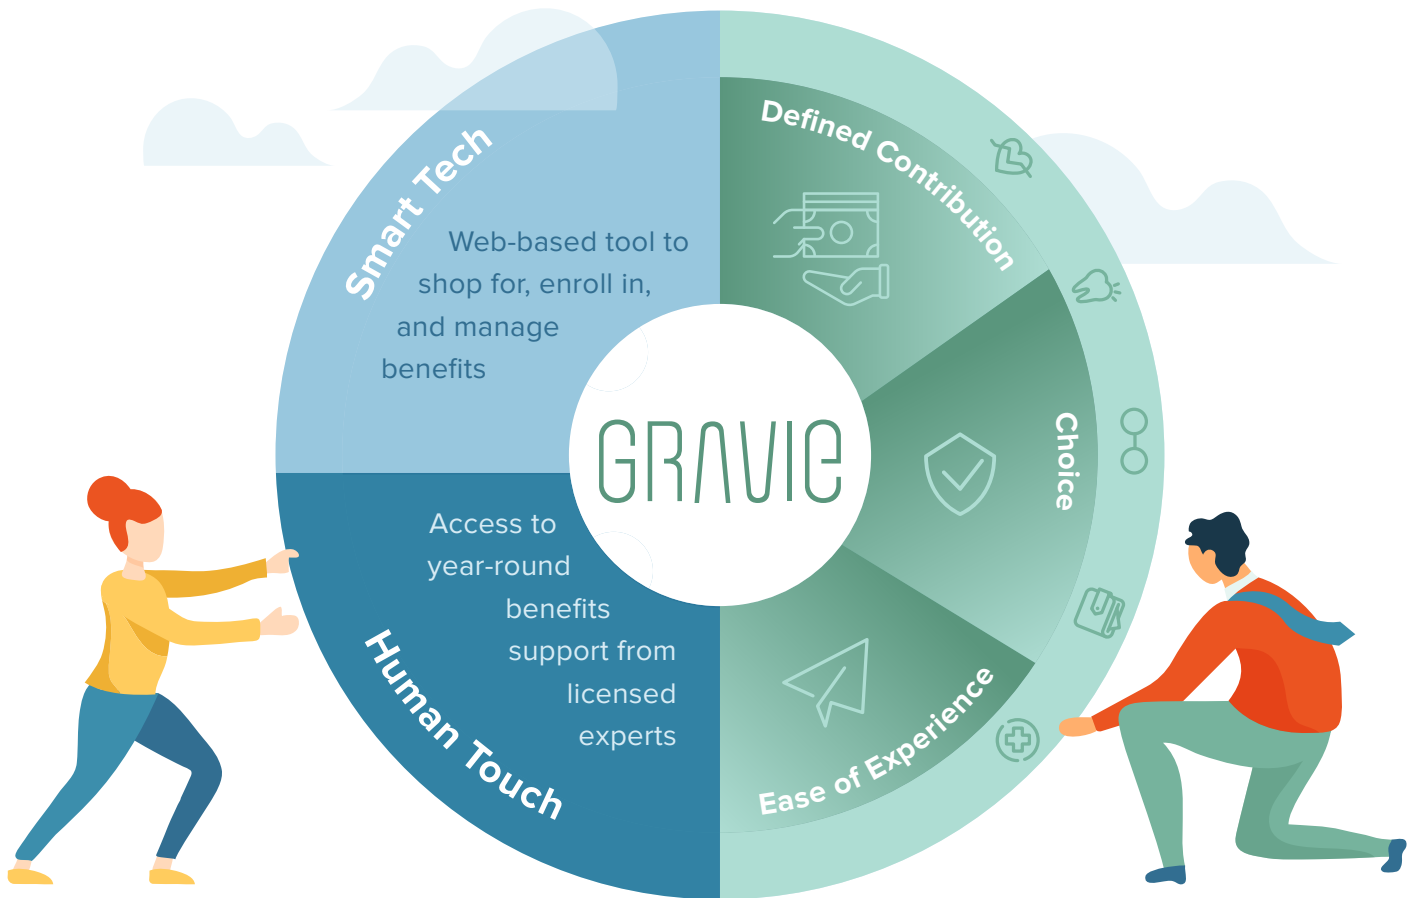 Smart Tech
Web-based tool to
shop for, enroll in,
and manage
benefits
Defined Contribution
Choice
Ease of Experience
GRAVIE
Access to
year-round
benefits
support from
licensed
experts
Human Touch